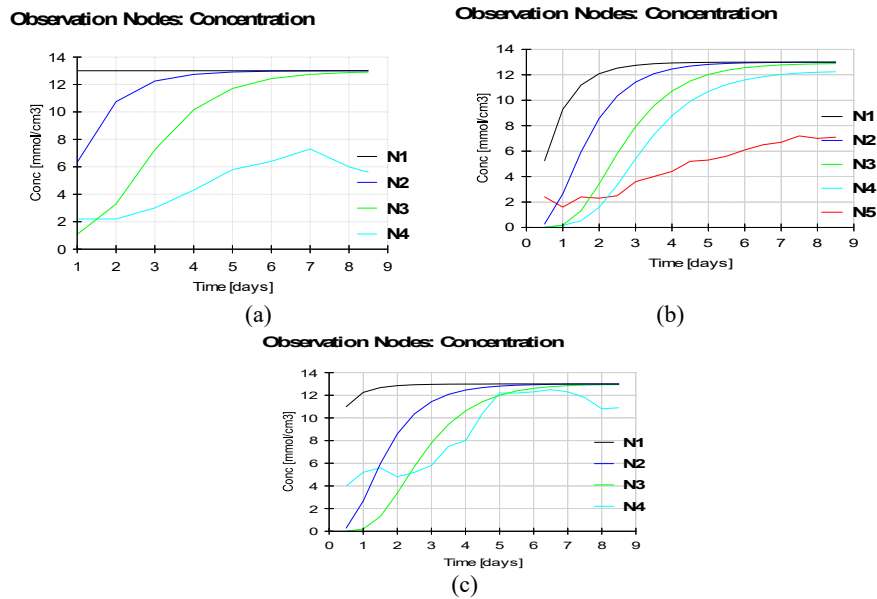 Observation Nodes: Concentration
14
12
10
8
6
4
2
0
Conc [mmol/cm3]
1 2 3 4 5 6 7 8 9
Time [days]
N1
N2
N3
N4
(a)
Observation Nodes: Concentration
14
12
10
8
6
4
2
0
Conc [mmol/cm3]
0 1 2 3 4 5 6 7 8 9
Time [days]
N1
N2
N3
N4
N5
(b)
Observation Nodes: Concentration
14
12
10
8
6
4
2
0
Conc [mmol/cm3]
0 1 2 3 4 5 6 7 8 9
Time [days]
N1
N2
N3
N4
(c)